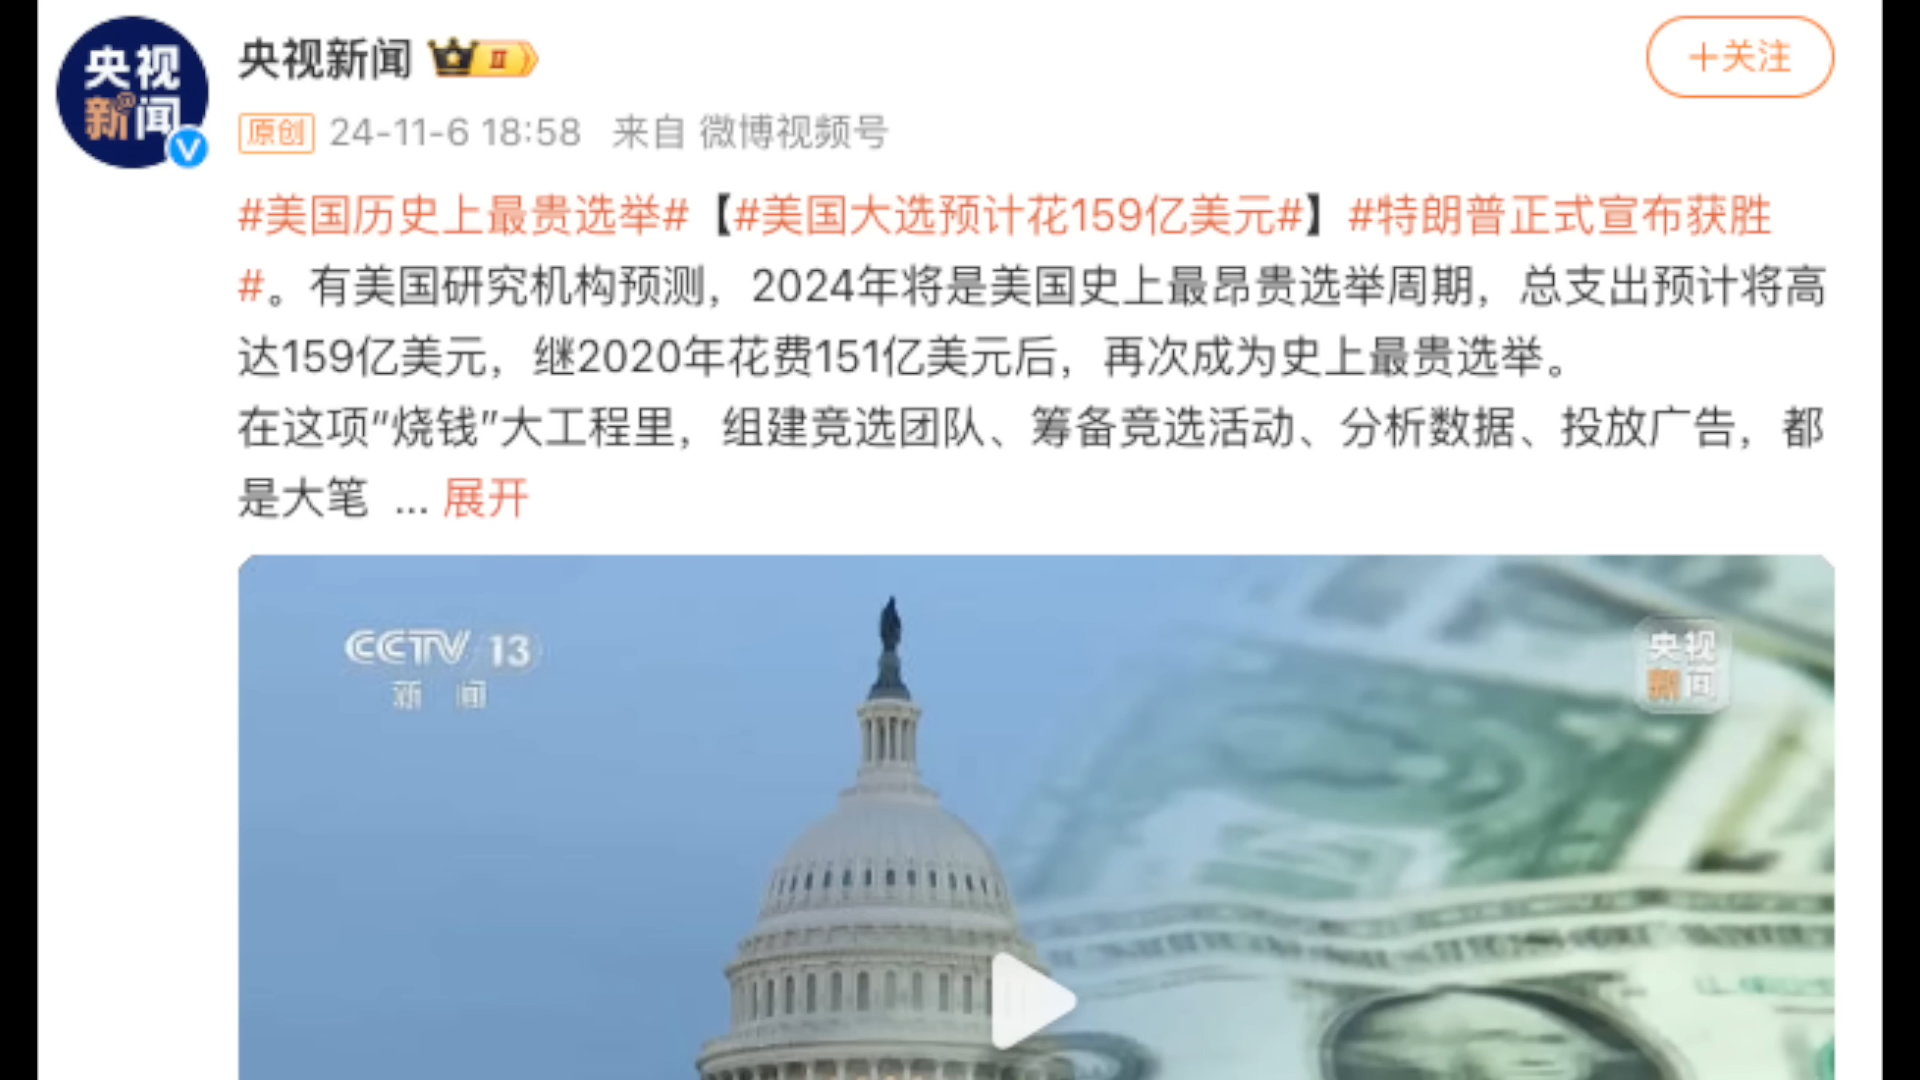 央视
新闻
央视新闻
II
+关注
原创 24-11-6 18:58 来自 微博视频号
#美国历史上最贵选举#【#美国大选预计花159亿美元#】#特朗普正式宣布获胜
#。有美国研究机构预测，2024年将是美国史上最昂贵选举周期，总支出预计将高
达159亿美元，继2020年花费151亿美元后，再次成为史上最贵选举。
在这项“烧钱”大工程里，组建竞选团队、筹备竞选活动、分析数据、投放广告，都
是大笔 ... 展开
CCTV 13
新闻
央视
新闻